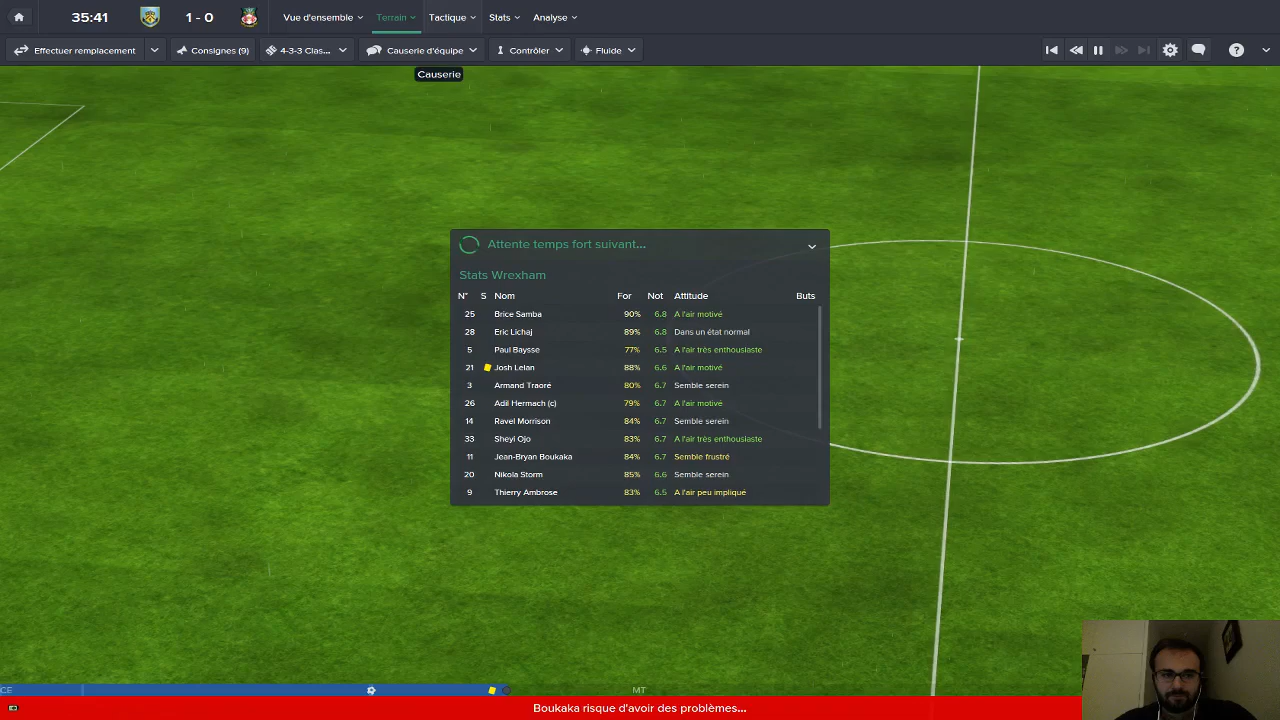 35:41 1 - 0 Vue d'ensemble Terrain Tactique Stats Analyse
Effectuer remplacement Consignes (9) 4-3-3 Clas... Causerie d'équipe Contrôler Fluide ?
Causerie
Attente temps fort suivant...
Stats Wrexham
N° S Nom For Not Attitude Buts
25 Brice Samba 90% 6.8 A l'air motivé
28 Eric Lichaj 89% 6.8 Dans un état normal
5 Paul Baysse 77% 6.5 A l'air très enthousiaste
21 Josh Lelan 88% 6.6 A l'air motivé
3 Armand Traoré 80% 6.7 Semble serein
26 Adil Hermach (c) 79% 6.7 A l'air motivé
14 Ravel Morrison 84% 6.7 Semble serein
33 Sheyi Ojo 83% 6.7 A l'air très enthousiaste
11 Jean-Bryan Boukaka 84% 6.7 Semble frustré
20 Nikola Storm 85% 6.6 Semble serein
9 Thierry Ambrose 83% 6.5 A l'air peu impliqué
CE MT
Boukaka risque d'avoir des problèmes...